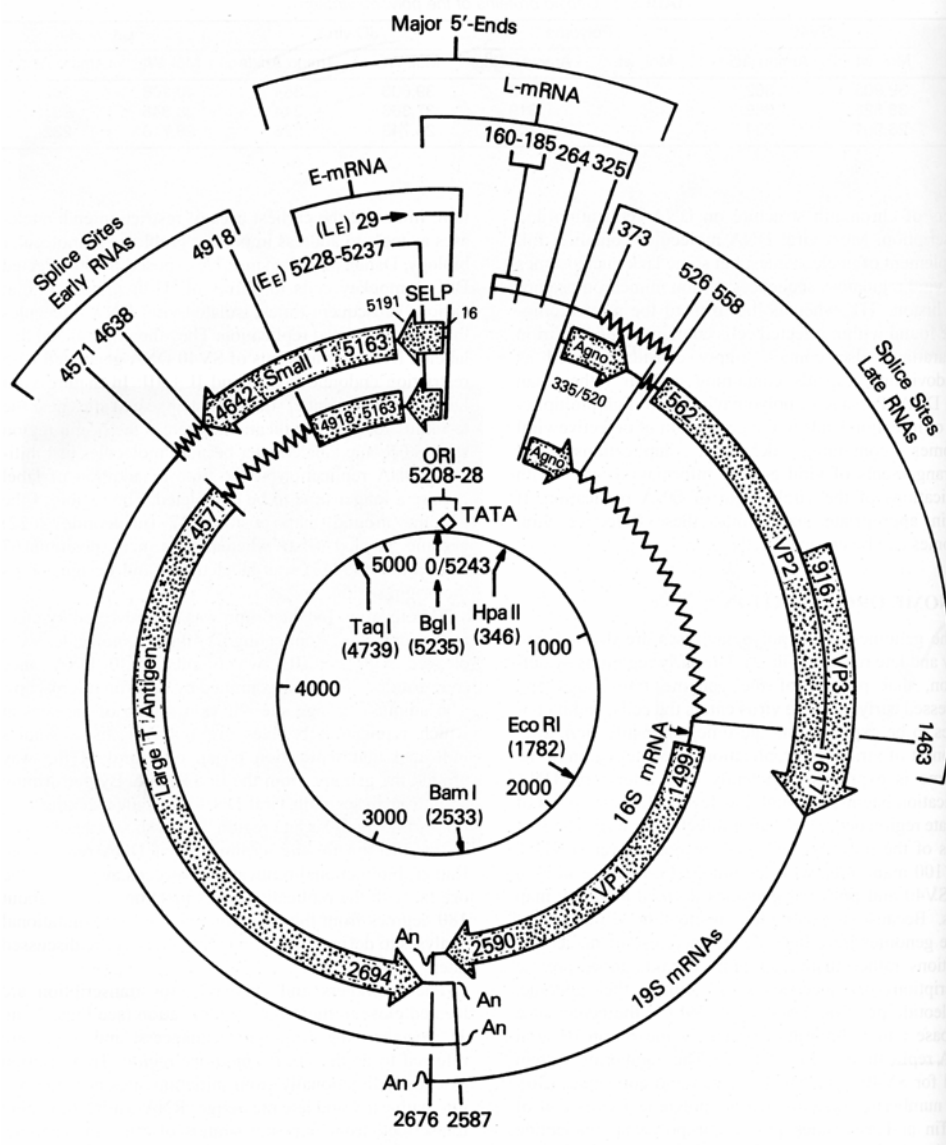 Major 5'-Ends
L-mRNA
160-185
264
325
E-mRNA
(LE) 29
(EE) 5228-5237
Splice Sites
Early RNAs
4918
4638
4571
373
526
558
Splice Sites
Late RNAs
1463
5191
SELP
16
4642
Small T
5163
4918
5163
4571
Large T Antigen
2694
Agno
335/520
Agno
562
VP2
916
VP3
1617
ORI
5208-28
TATA
5000
0/5243
Taq I
(4739)
Bgl I
(5235)
Hpa II
(346)
1000
4000
Eco RI
(1782)
2000
Bam I
(2533)
3000
16S mRNA
1499
VP1
2590
19S mRNAs
An
An
An
An
2676
2587